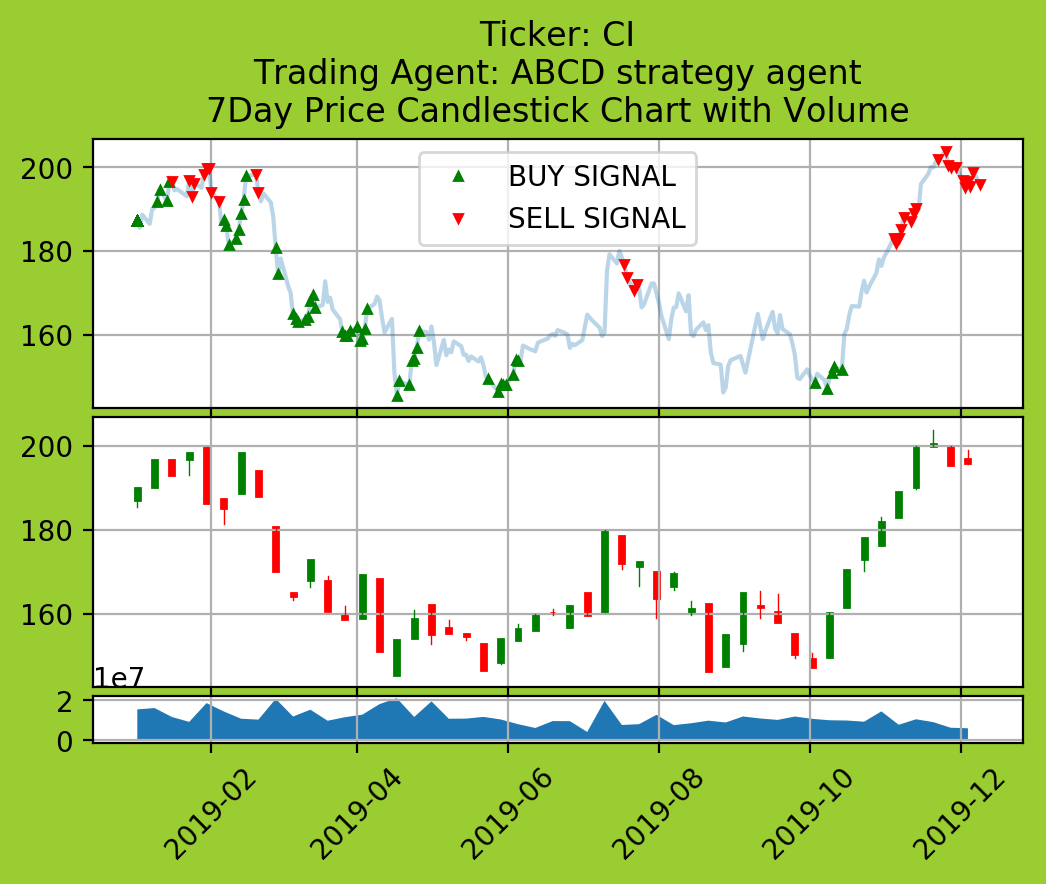 Ticker: CI
Trading Agent: ABCD strategy agent
7Day Price Candlestick Chart with Volume
200
180
160
BUY SIGNAL
SELL SIGNAL
200
180
160
1e7
2
0
2019-02
2019-04
2019-06
2019-08
2019-10
2019-12